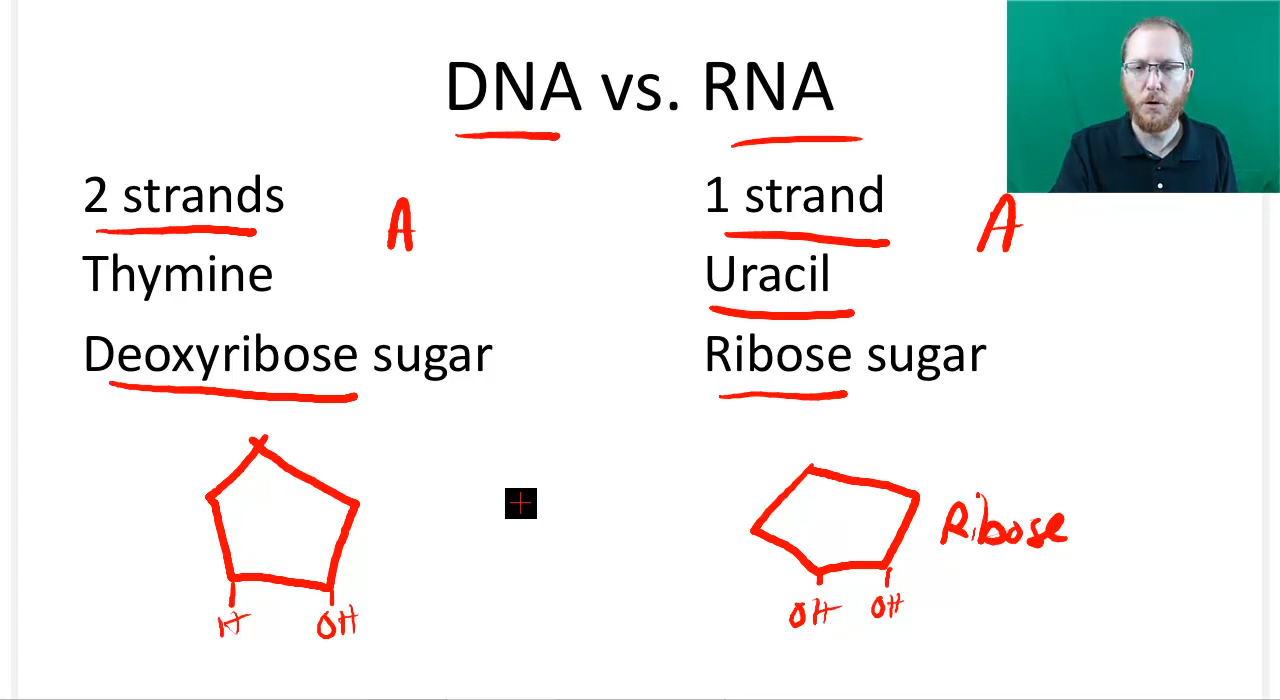 DNA vs. RNA
2 strands
A
Thymine
Deoxyribose sugar
H
OH
1 strand
A
Uracil
Ribose sugar
Ribose
OH
OH